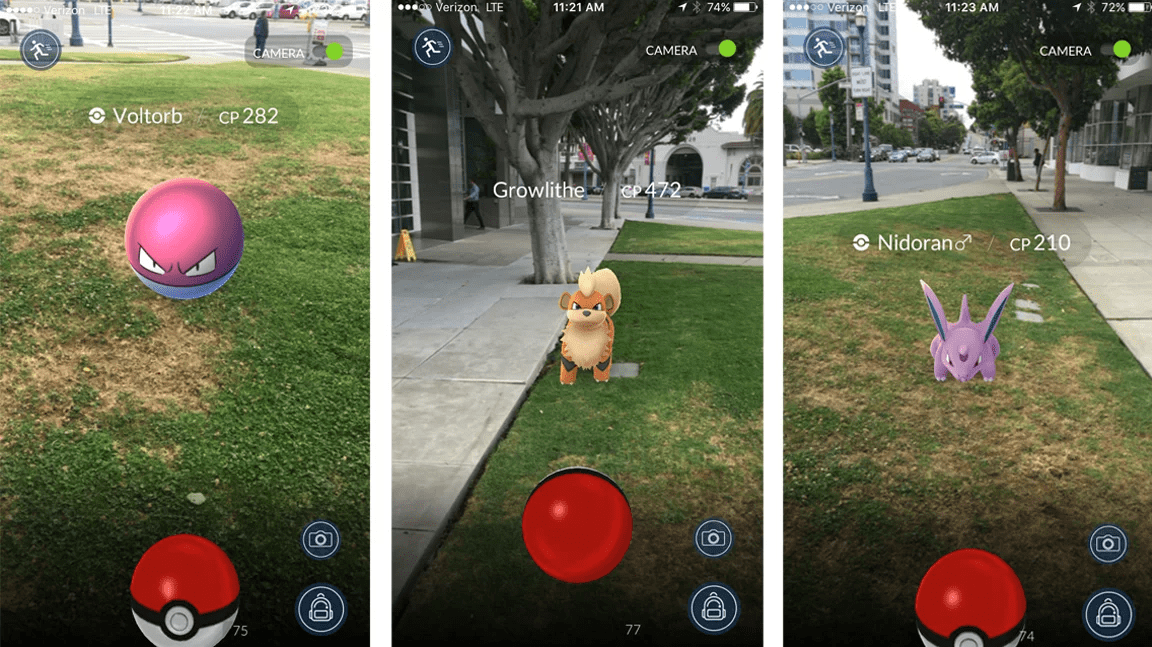 Verizon LTE 11:22 AM
CAMERA
Voltorb / CP 282
75
Verizon LTE 11:21 AM 74%
CAMERA
Growlithe / CP 472
77
Verizon LTE 11:23 AM 72%
CAMERA
Nidoran♂ / CP 210
74